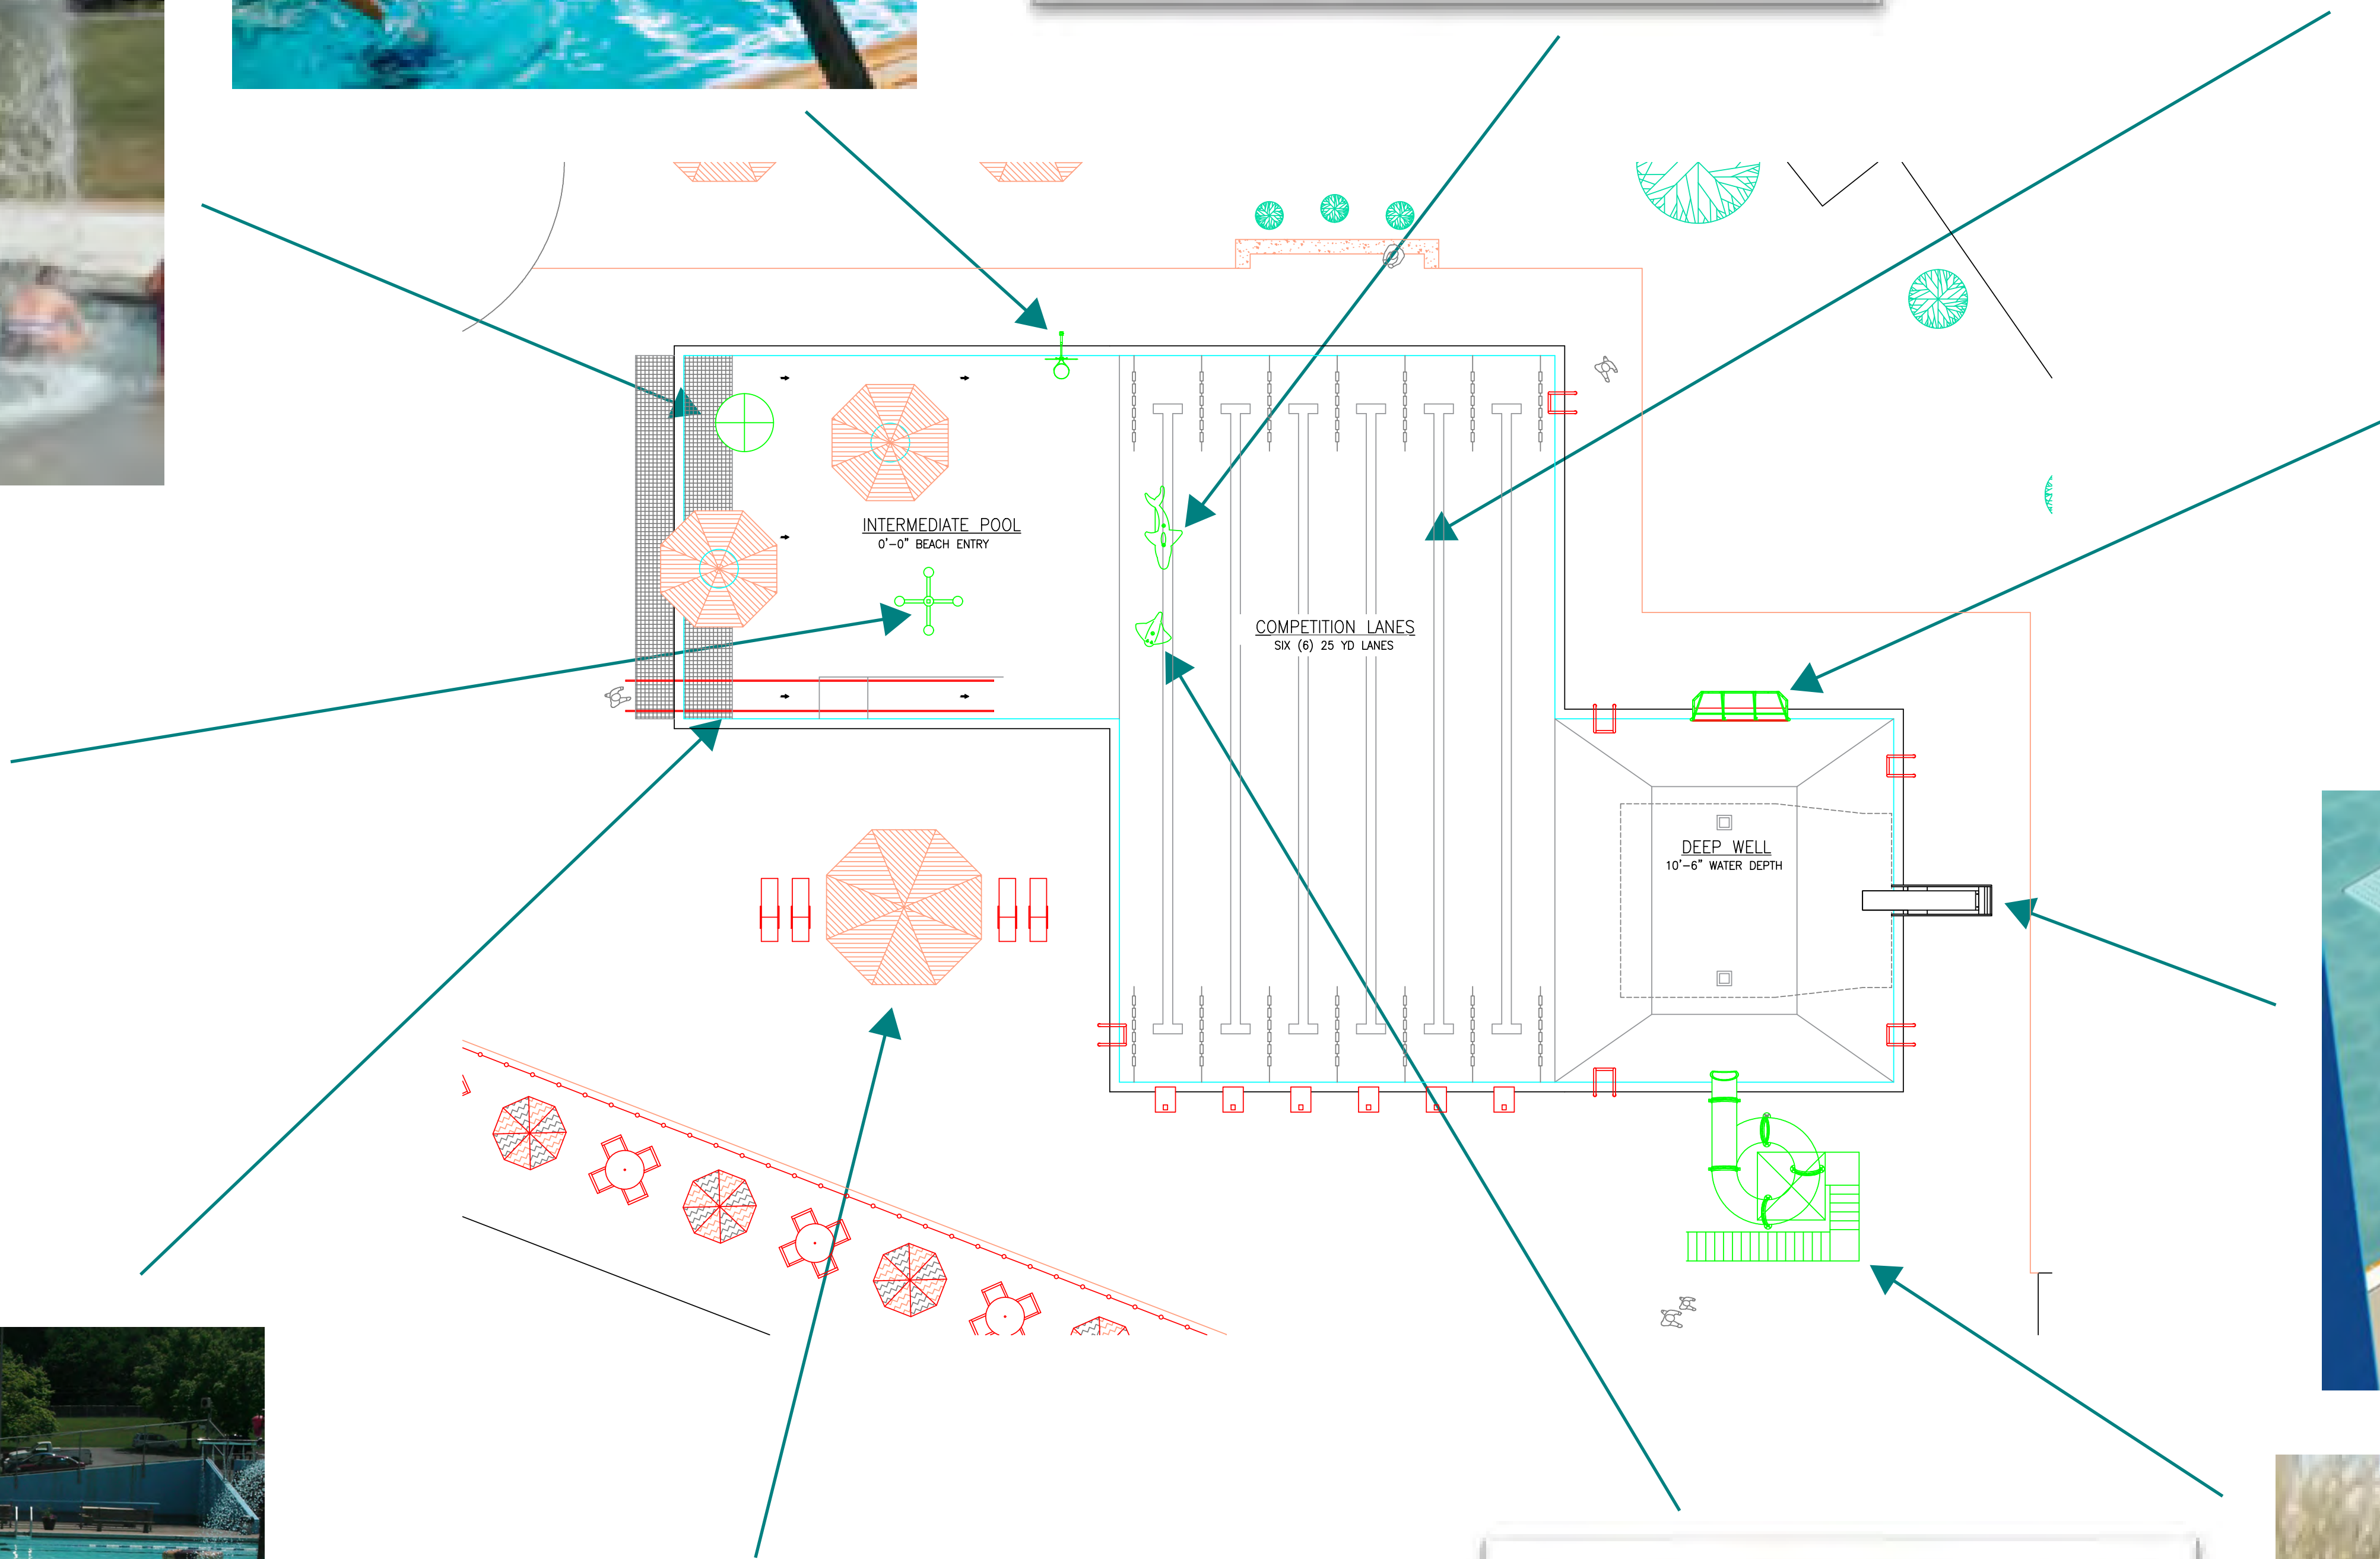 INTERMEDIATE POOL
0'-0" BEACH ENTRY
COMPETITION LANES
SIX (6) 25 YD LANES
DEEP WELL
10'-6" WATER DEPTH